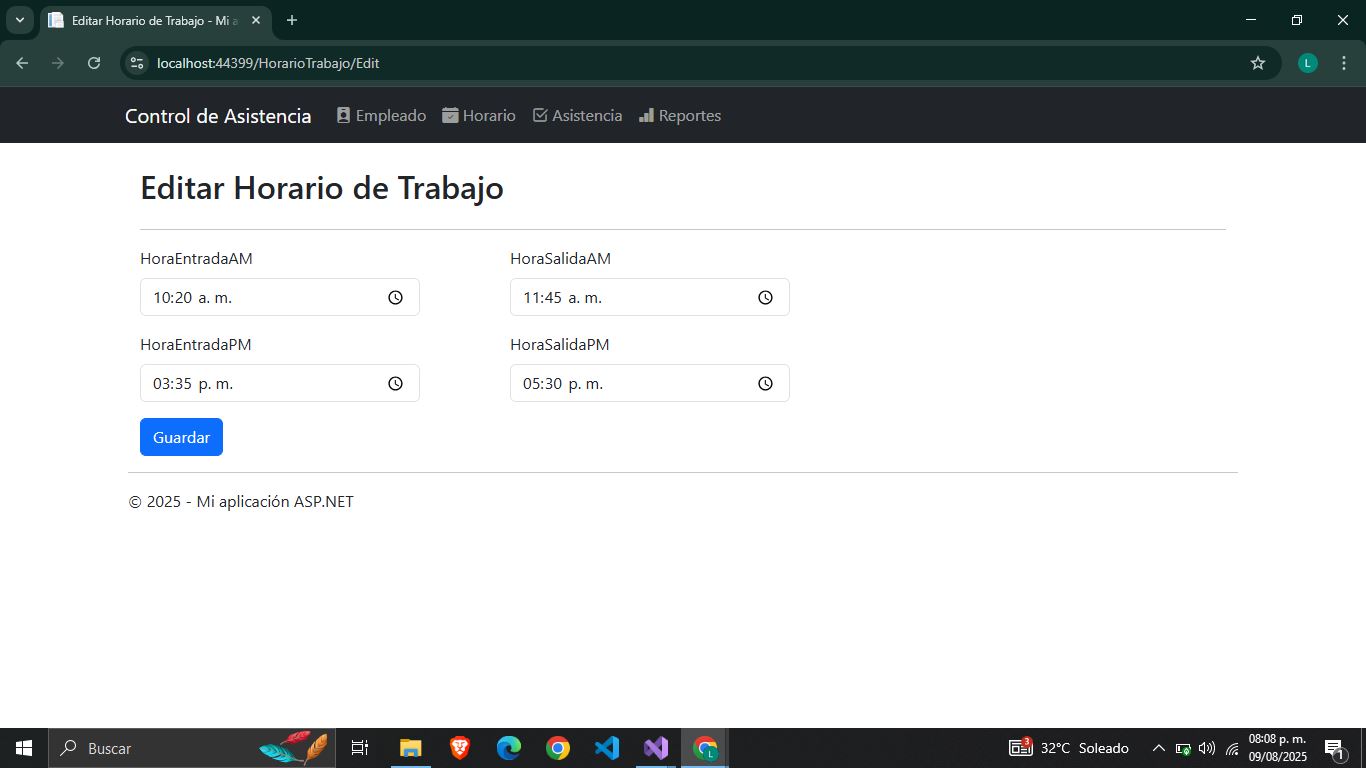 Editar Horario de Trabajo - Mi a
localhost:44399/HorarioTrabajo/Edit
L
Control de Asistencia Empleado Horario Asistencia Reportes
Editar Horario de Trabajo
HoraEntradaAM HoraSalidaAM
10:20 a. m. 11:45 a. m.
HoraEntradaPM HoraSalidaPM
03:35 p. m. 05:30 p. m.
Guardar
© 2025 - Mi aplicación ASP.NET
Buscar L 3 32°C Soleado 08:08 p. m. 1
09/08/2025